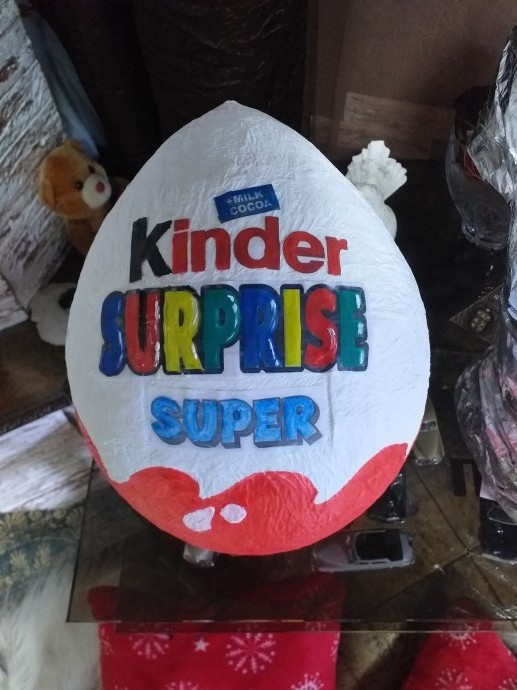 +MILK
-COCOA
Kinder
SURPRISE
SUPER